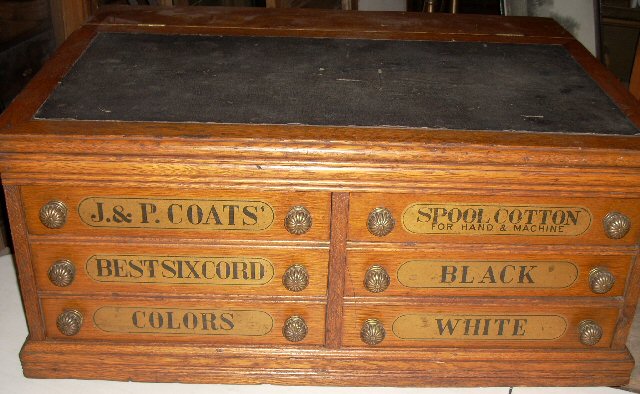 J. & P. COATS'
BEST SIX CORD
COLORS
SPOOL COTTON
FOR HAND & MACHINE
BLACK
WHITE